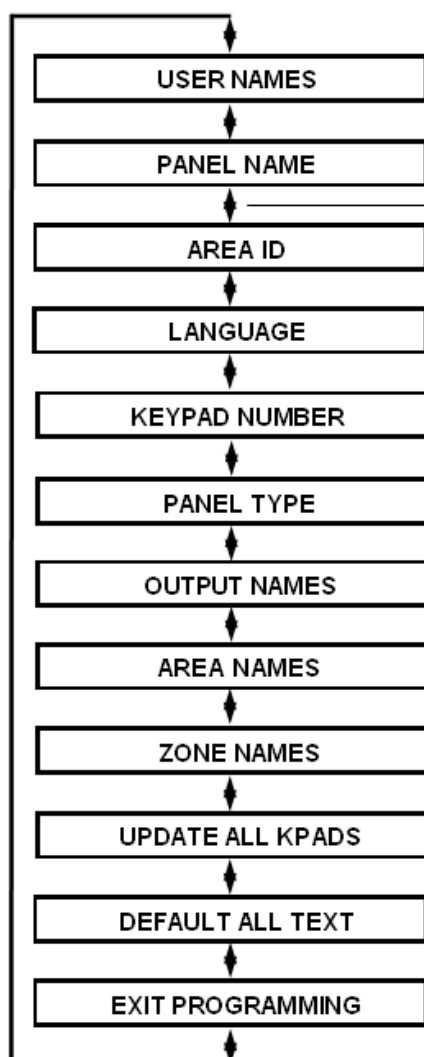 USER NAMES
PANEL NAME
AREA ID
LANGUAGE
KEYPAD NUMBER
PANEL TYPE
OUTPUT NAMES
AREA NAMES
ZONE NAMES
UPDATE ALL KPADS
DEFAULT ALL TEXT
EXIT PROGRAMMING